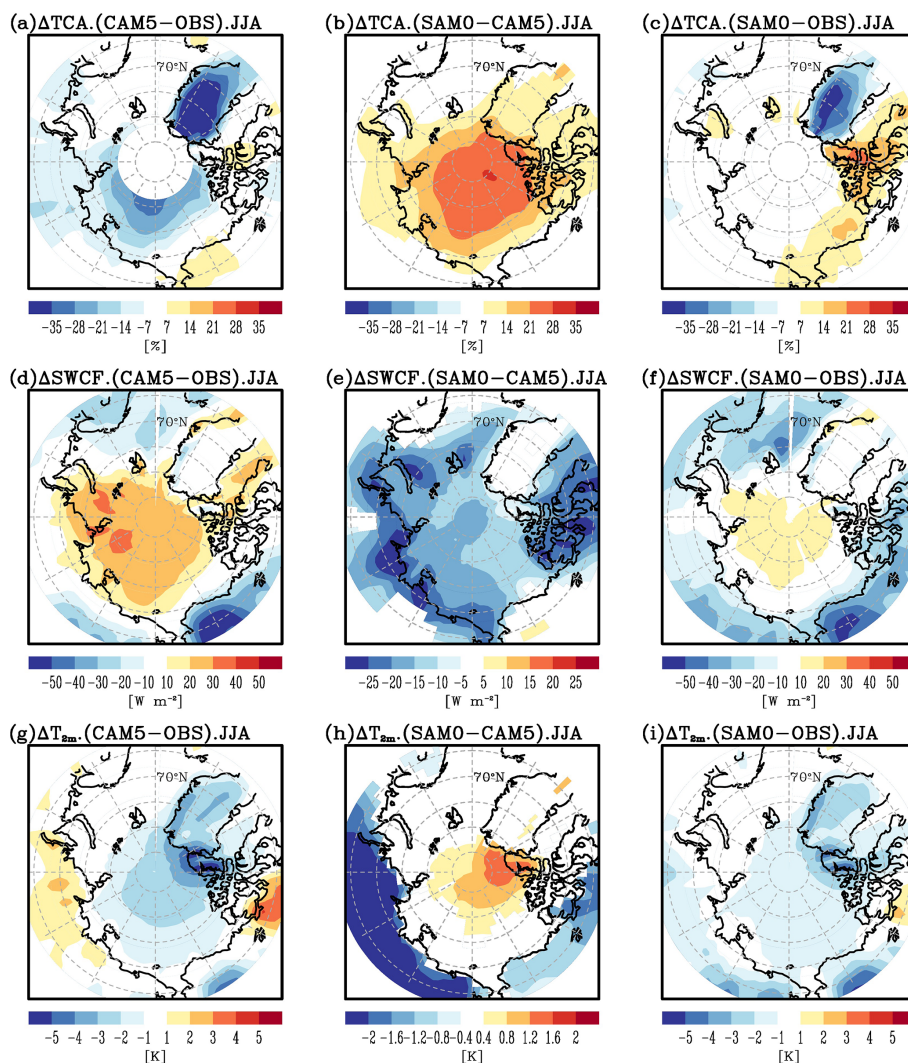 (a)ΔTCA.(CAM5−OBS).JJA
(b)ΔTCA.(SAM0−CAM5).JJA
(c)ΔTCA.(SAM0−OBS).JJA
70°N
70°N
70°N
-35 -28 -21 -14 -7 7 14 21 28 35
-35 -28 -21 -14 -7 7 14 21 28 35
-35 -28 -21 -14 -7 7 14 21 28 35
[%]
[%]
[%]
(d)ΔSWCF.(CAM5−OBS).JJA
(e)ΔSWCF.(SAM0−CAM5).JJA
(f)ΔSWCF.(SAM0−OBS).JJA
70°N
70°N
70°N
-50 -40 -30 -20 -10 10 20 30 40 50
-25 -20 -15 -10 -5 5 10 15 20 25
-50 -40 -30 -20 -10 10 20 30 40 50
[W m⁻²]
[W m⁻²]
[W m⁻²]
(g)ΔT₂ₘ.(CAM5−OBS).JJA
(h)ΔT₂ₘ.(SAM0−CAM5).JJA
(i)ΔT₂ₘ.(SAM0−OBS).JJA
70°N
70°N
70°N
-5 -4 -3 -2 -1 1 2 3 4 5
-2 -1.6 -1.2 -0.8 -0.4 0.4 0.8 1.2 1.6 2
-5 -4 -3 -2 -1 1 2 3 4 5
[K]
[K]
[K]